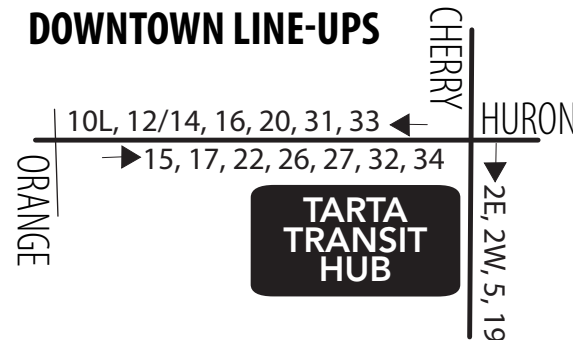 DOWNTOWN LINE-UPS
CHERRY
10L, 12/14, 16, 20, 31, 33
HURON
15, 17, 22, 26, 27, 32, 34
ORANGE
TARTA
TRANSIT
HUB
2E, 2W, 5, 19